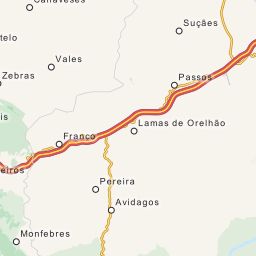 Suções
Vales
Passos
Lamas de Orelhão
Franco
Pereira
Avidagos
Monfebres
Zebras